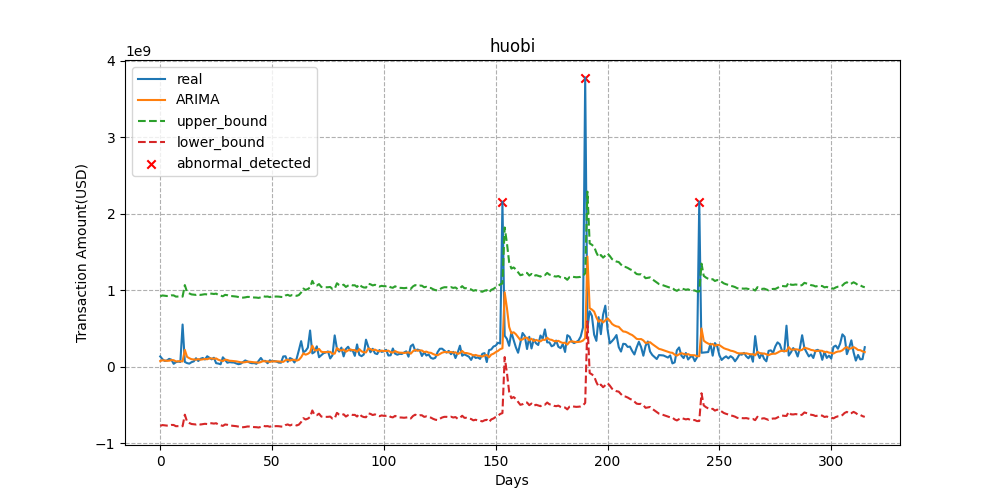 huobi
1e9
4
3
2
1
0
−1
Transaction Amount(USD)
real
ARIMA
upper_bound
lower_bound
abnormal_detected
0 50 100 150 200 250 300
Days